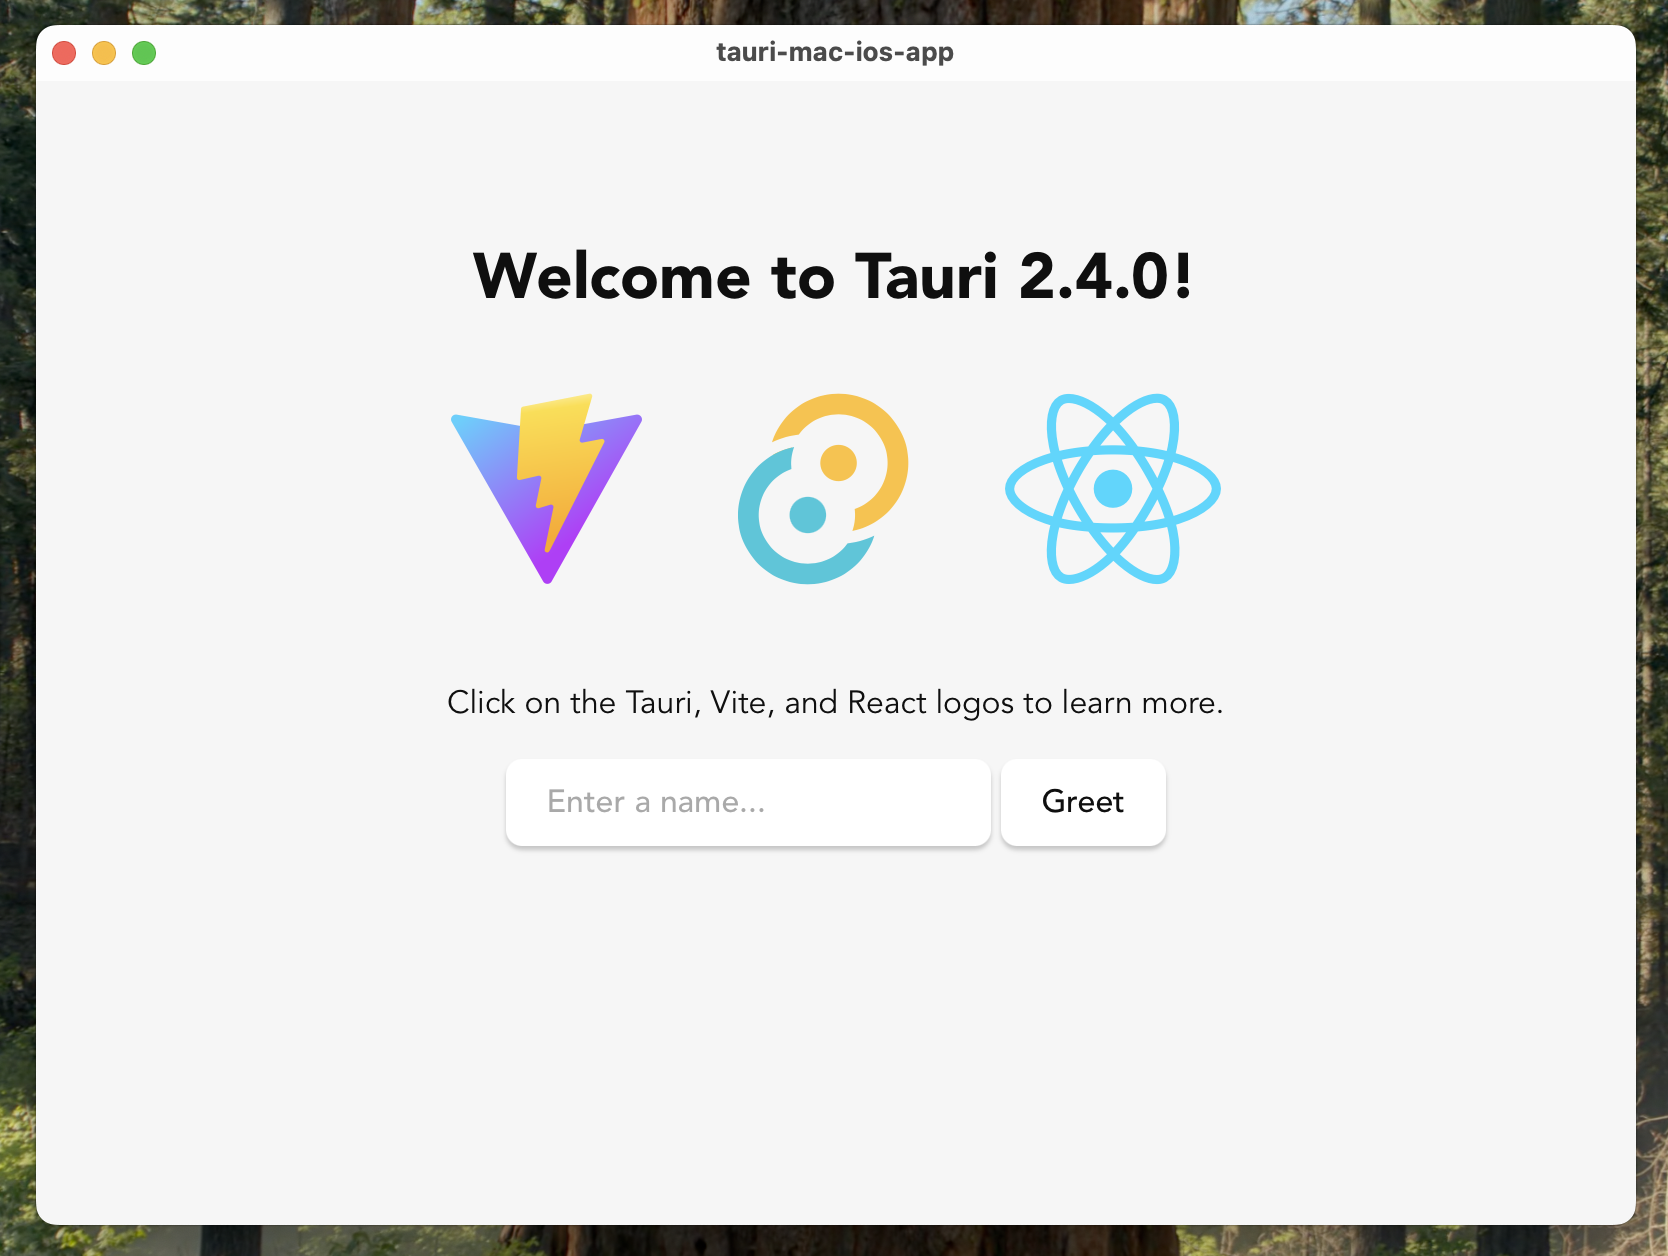 tauri-mac-ios-app
Welcome to Tauri 2.4.0!
Click on the Tauri, Vite, and React logos to learn more.
Enter a name...
Greet